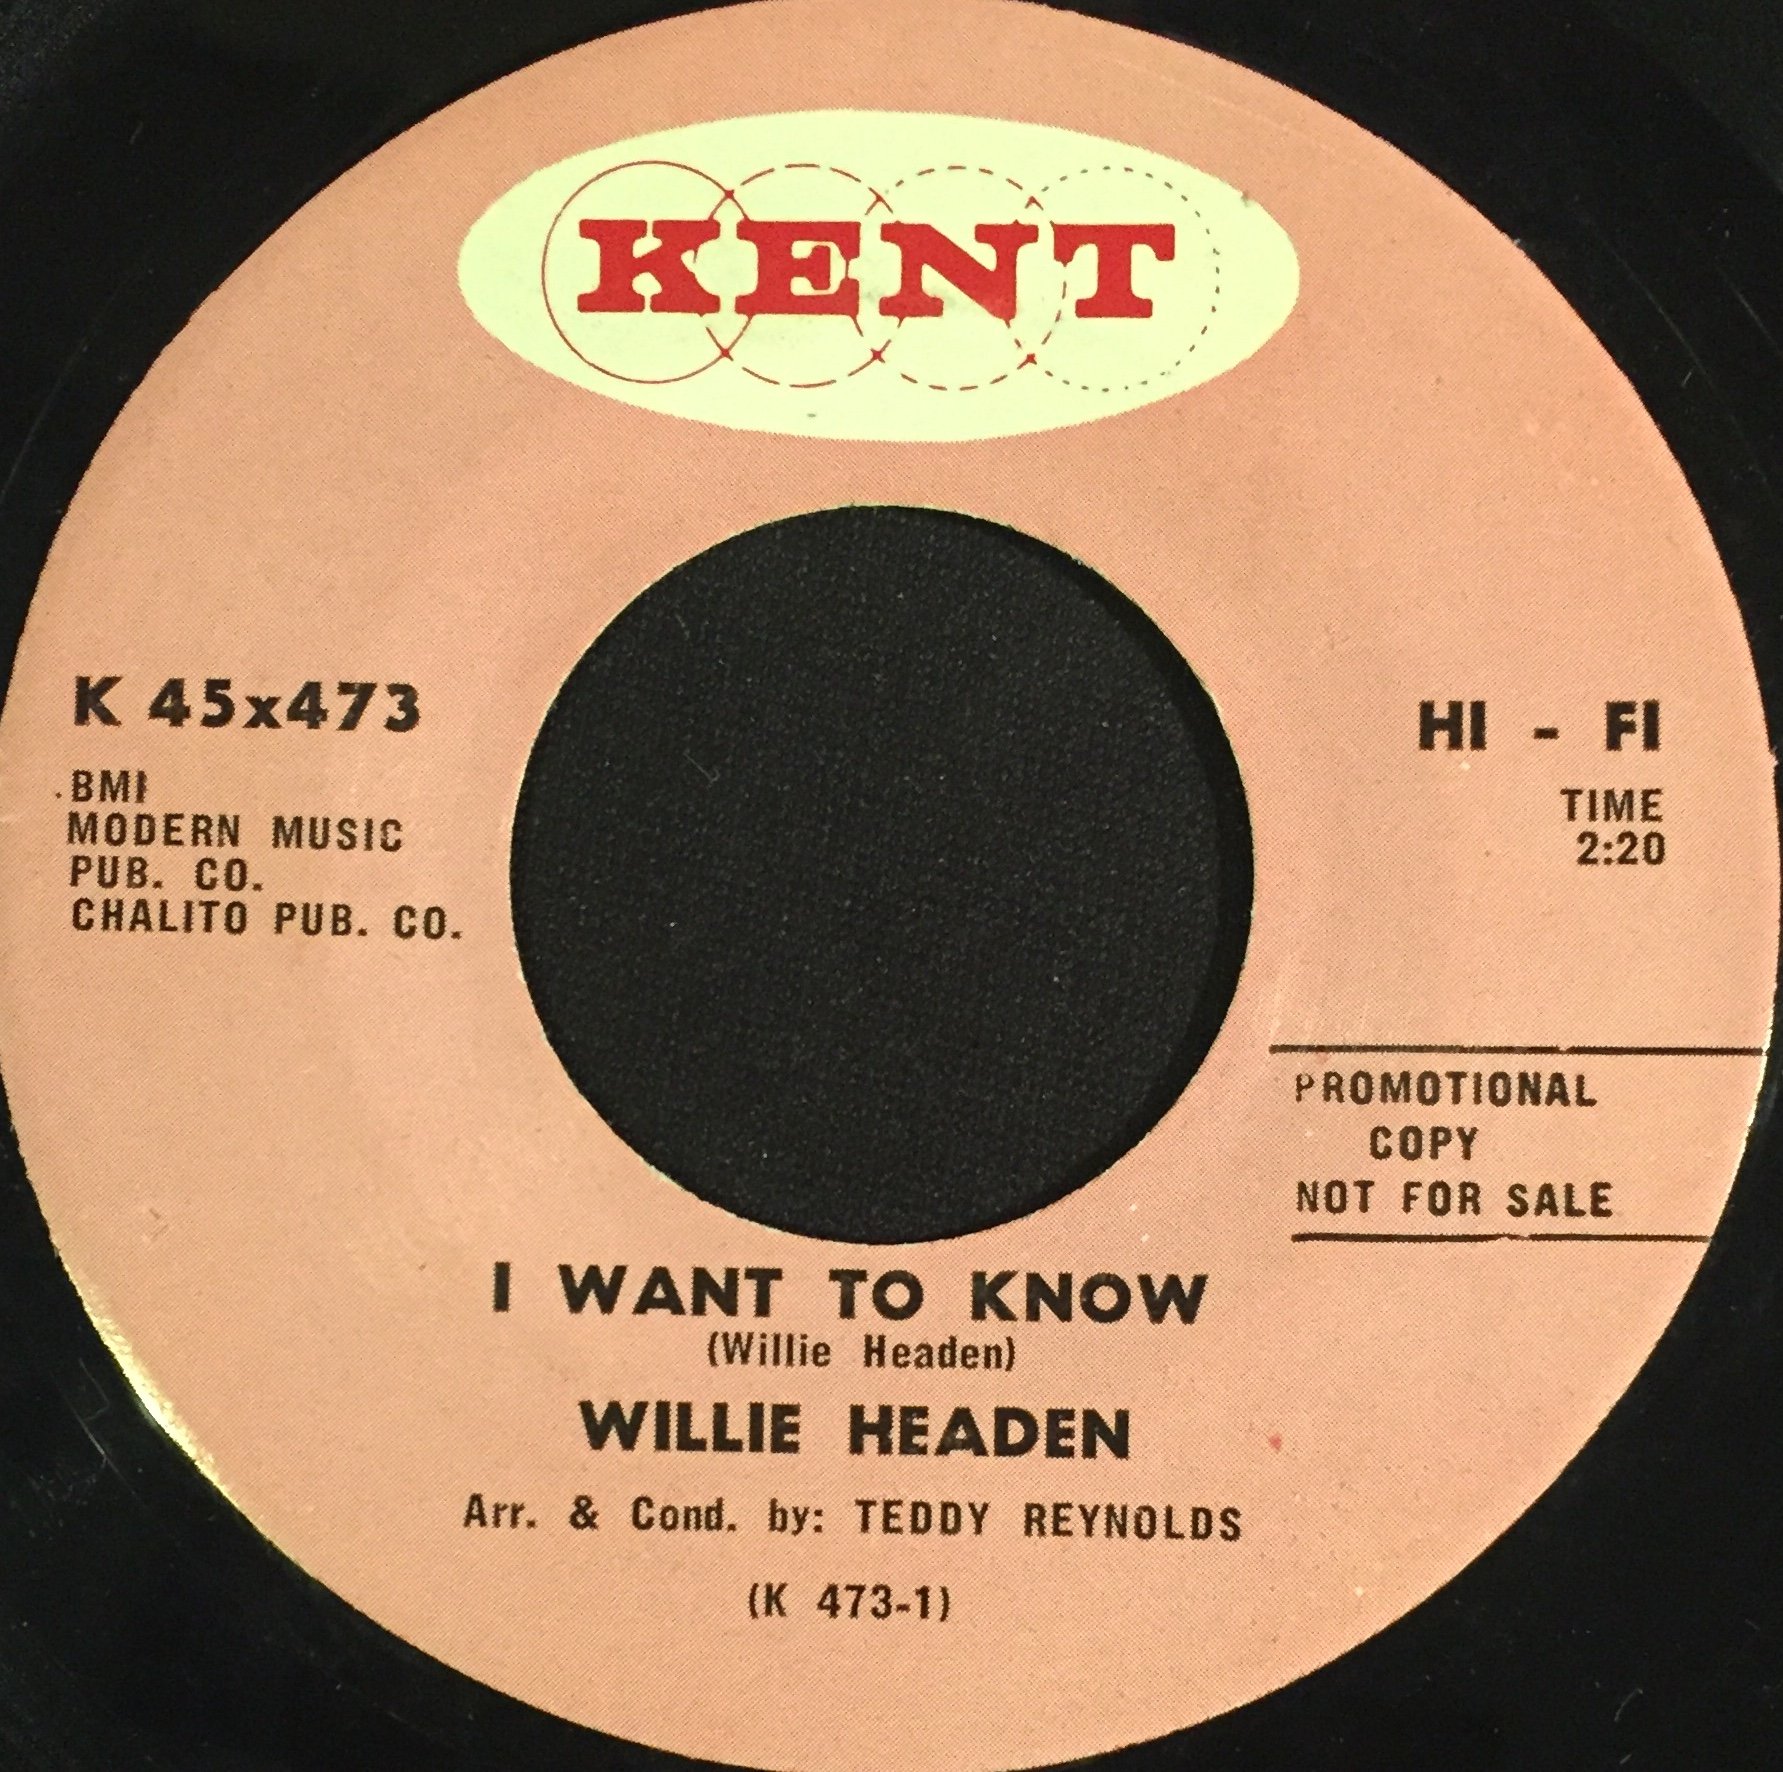 KENT
K 45x473
BMI
MODERN MUSIC
PUB. CO.
CHALITO PUB. CO.
HI - FI
TIME
2:20
PROMOTIONAL
COPY
NOT FOR SALE
I WANT TO KNOW
(Willie Headen)
WILLIE HEADEN
Arr. & Cond. by: TEDDY REYNOLDS
(K 473-1)